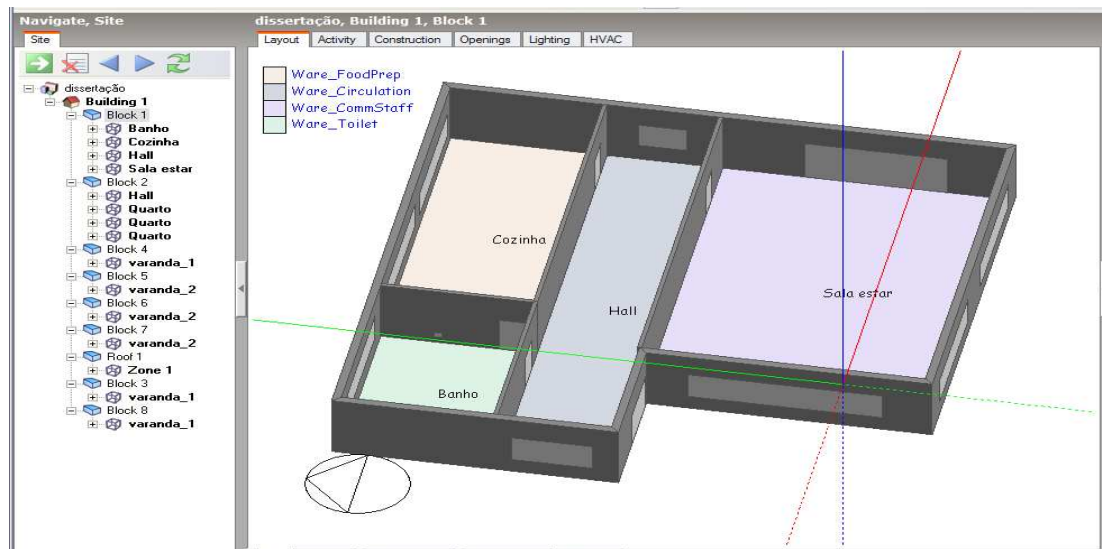 Navigate, Site
Site
dissertação
Building 1
Block 1
Banho
Cozinha
Hall
Sala estar
Block 2
Hall
Quarto
Quarto
Quarto
Block 4
varanda_1
Block 5
varanda_2
Block 6
varanda_2
Block 7
varanda_2
Roof 1
Zone 1
Block 3
varanda_1
Block 8
varanda_1
dissertação, Building 1, Block 1
Layout Activity Construction Openings Lighting HVAC
Ware_FoodPrep
Ware_Circulation
Ware_CommStaff
Ware_Toilet
Cozinha
Sala estar
Hall
Banho